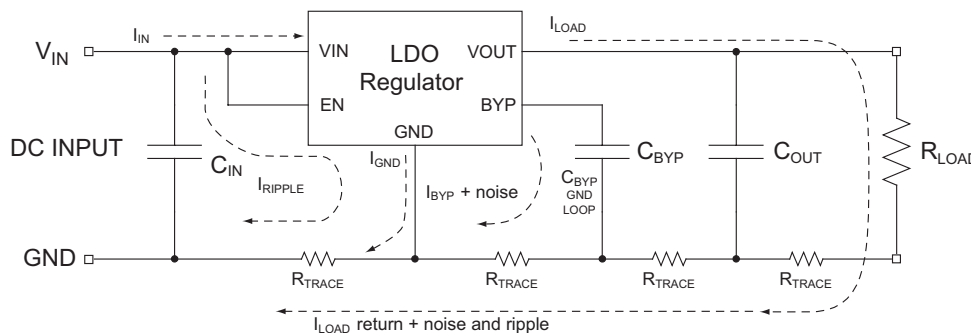 I_IN
I_LOAD
V_IN
VIN
LDO
Regulator
VOUT
EN
BYP
GND
DC INPUT
C_IN
I_GND
I_RIPPLE
I_BYP + noise
C_BYP
GND
LOOP
C_BYP
C_OUT
R_LOAD
GND
R_TRACE
R_TRACE
R_TRACE
R_TRACE
I_LOAD return + noise and ripple